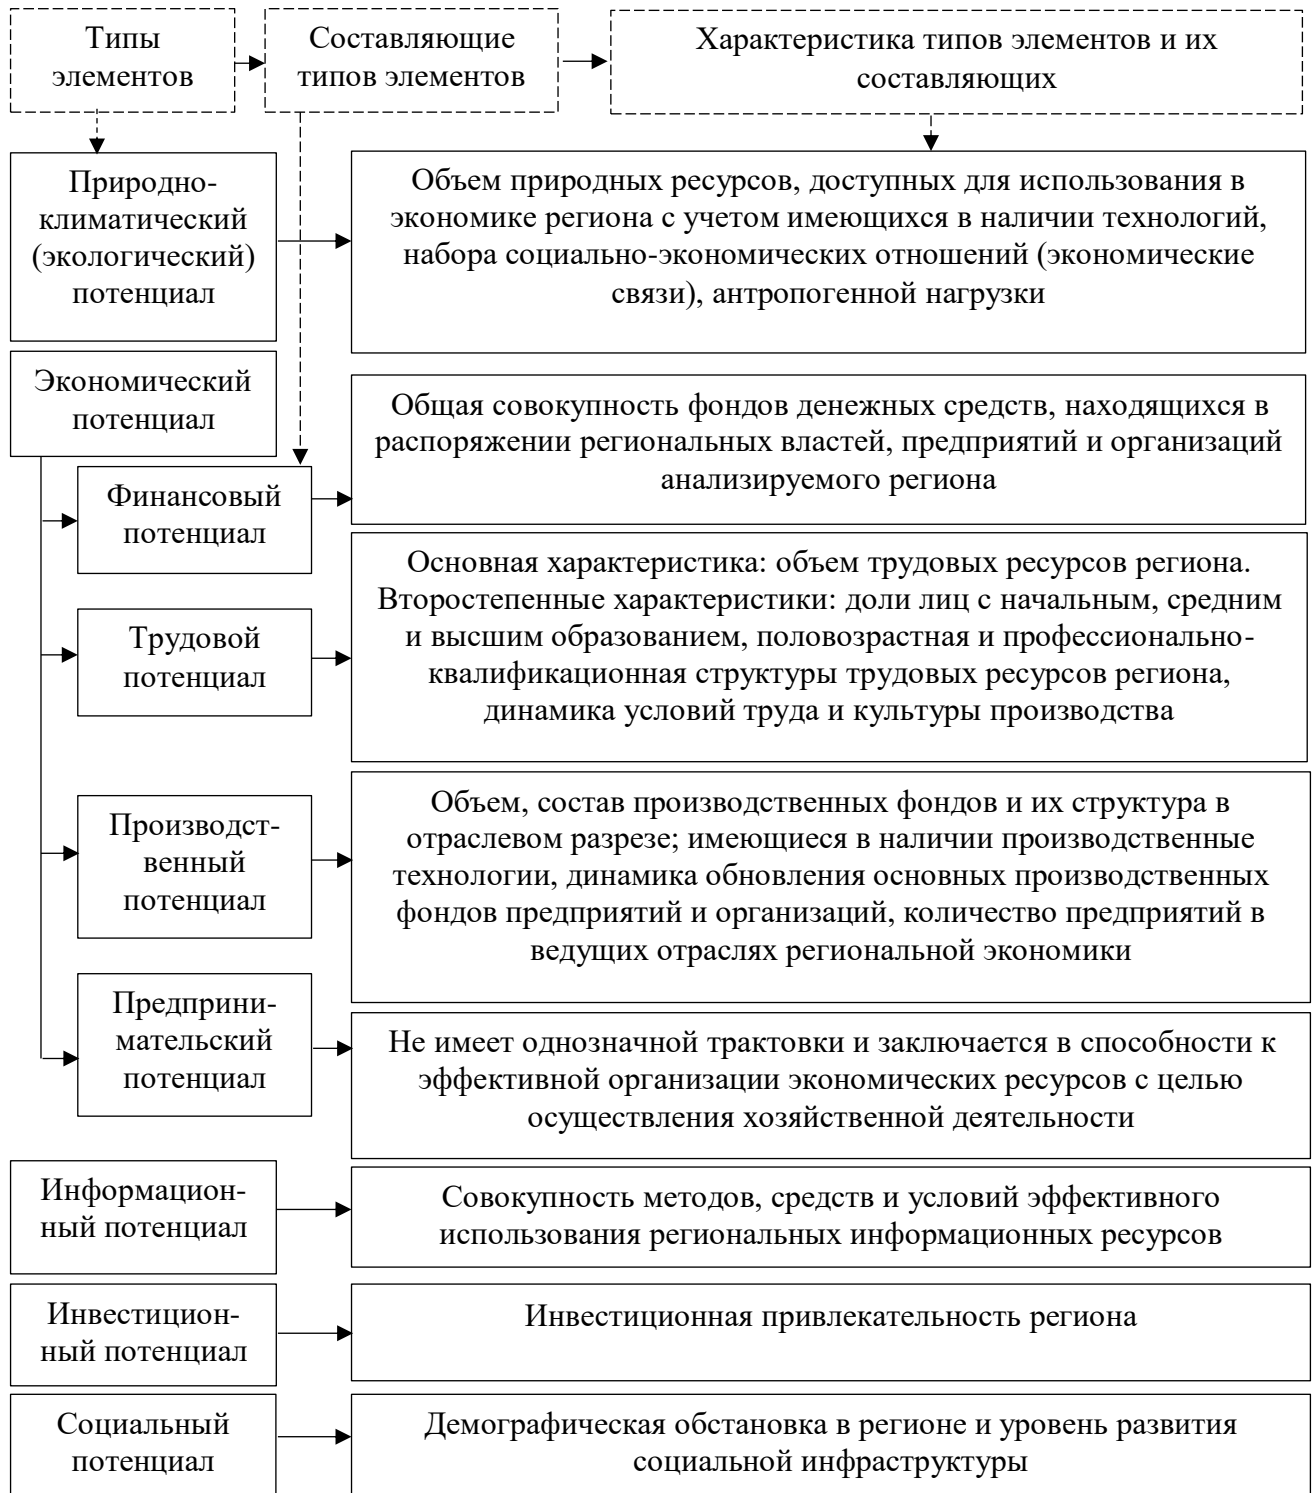 Типы
элементов
Составляющие
типов элементов
Характеристика типов элементов и их
составляющих
Природно-
климатический
(экологический)
потенциал
Объем природных ресурсов, доступных для использования в
экономике региона с учетом имеющихся в наличии технологий,
набора социально-экономических отношений (экономические
связи), антропогенной нагрузки
Экономический
потенциал
Финансовый
потенциал
Общая совокупность фондов денежных средств, находящихся в
распоряжении региональных властей, предприятий и организаций
анализируемого региона
Трудовой
потенциал
Основная характеристика: объем трудовых ресурсов региона.
Второстепенные характеристики: доли лиц с начальным, средним
и высшим образованием, половозрастная и профессионально-
квалификационная структуры трудовых ресурсов региона,
динамика условий труда и культуры производства
Производст-
венный
потенциал
Объем, состав производственных фондов и их структура в
отраслевом разрезе; имеющиеся в наличии производственные
технологии, динамика обновления основных производственных
фондов предприятий и организаций, количество предприятий в
ведущих отраслях региональной экономики
Предприни-
мательский
потенциал
Не имеет однозначной трактовки и заключается в способности к
эффективной организации экономических ресурсов с целью
осуществления хозяйственной деятельности
Информацион-
ный потенциал
Совокупность методов, средств и условий эффективного
использования региональных информационных ресурсов
Инвестицион-
ный потенциал
Инвестиционная привлекательность региона
Социальный
потенциал
Демографическая обстановка в регионе и уровень развития
социальной инфраструктуры